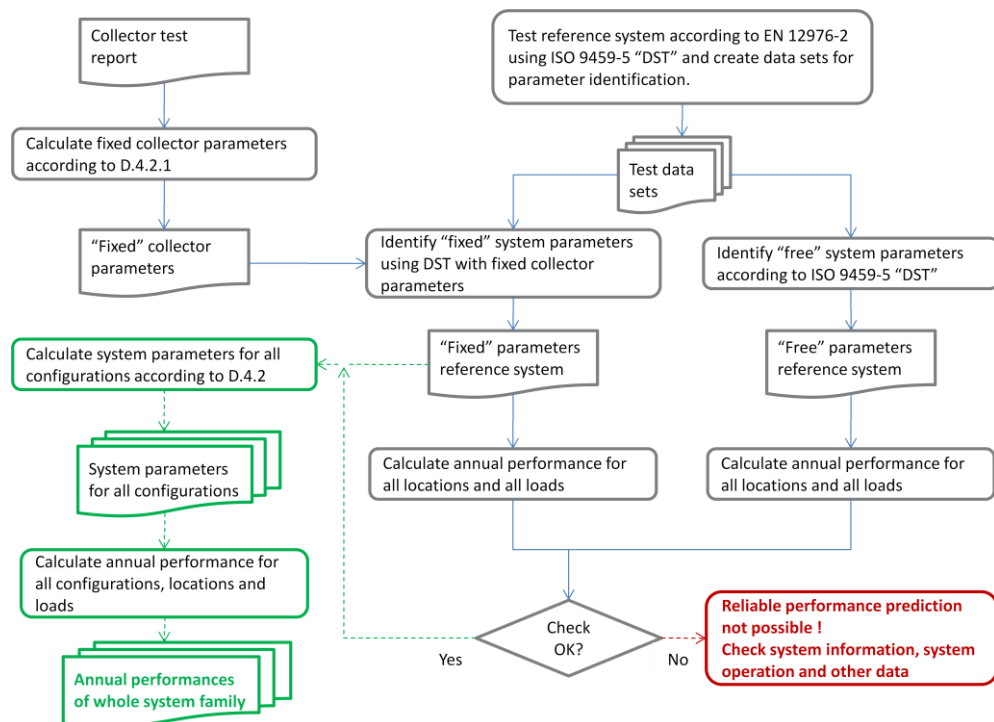 Collector test
report
Test reference system according to EN 12976-2
using ISO 9459-5 “DST” and create data sets for
parameter identification.
Calculate fixed collector parameters
according to D.4.2.1
Test data
sets
“Fixed” collector
parameters
Identify “fixed” system parameters
using DST with fixed collector
parameters
Identify “free” system parameters
according to ISO 9459-5 “DST”
Calculate system parameters for all
configurations according to D.4.2
“Fixed” parameters
reference system
“Free” parameters
reference system
System parameters
for all configurations
Calculate annual performance for
all locations and all loads
Calculate annual performance for
all locations and all loads
Calculate annual performance for
all configurations, locations and
loads
Check
OK?
Yes
No
Reliable performance prediction
not possible !
Check system information, system
operation and other data
Annual performances
of whole system family